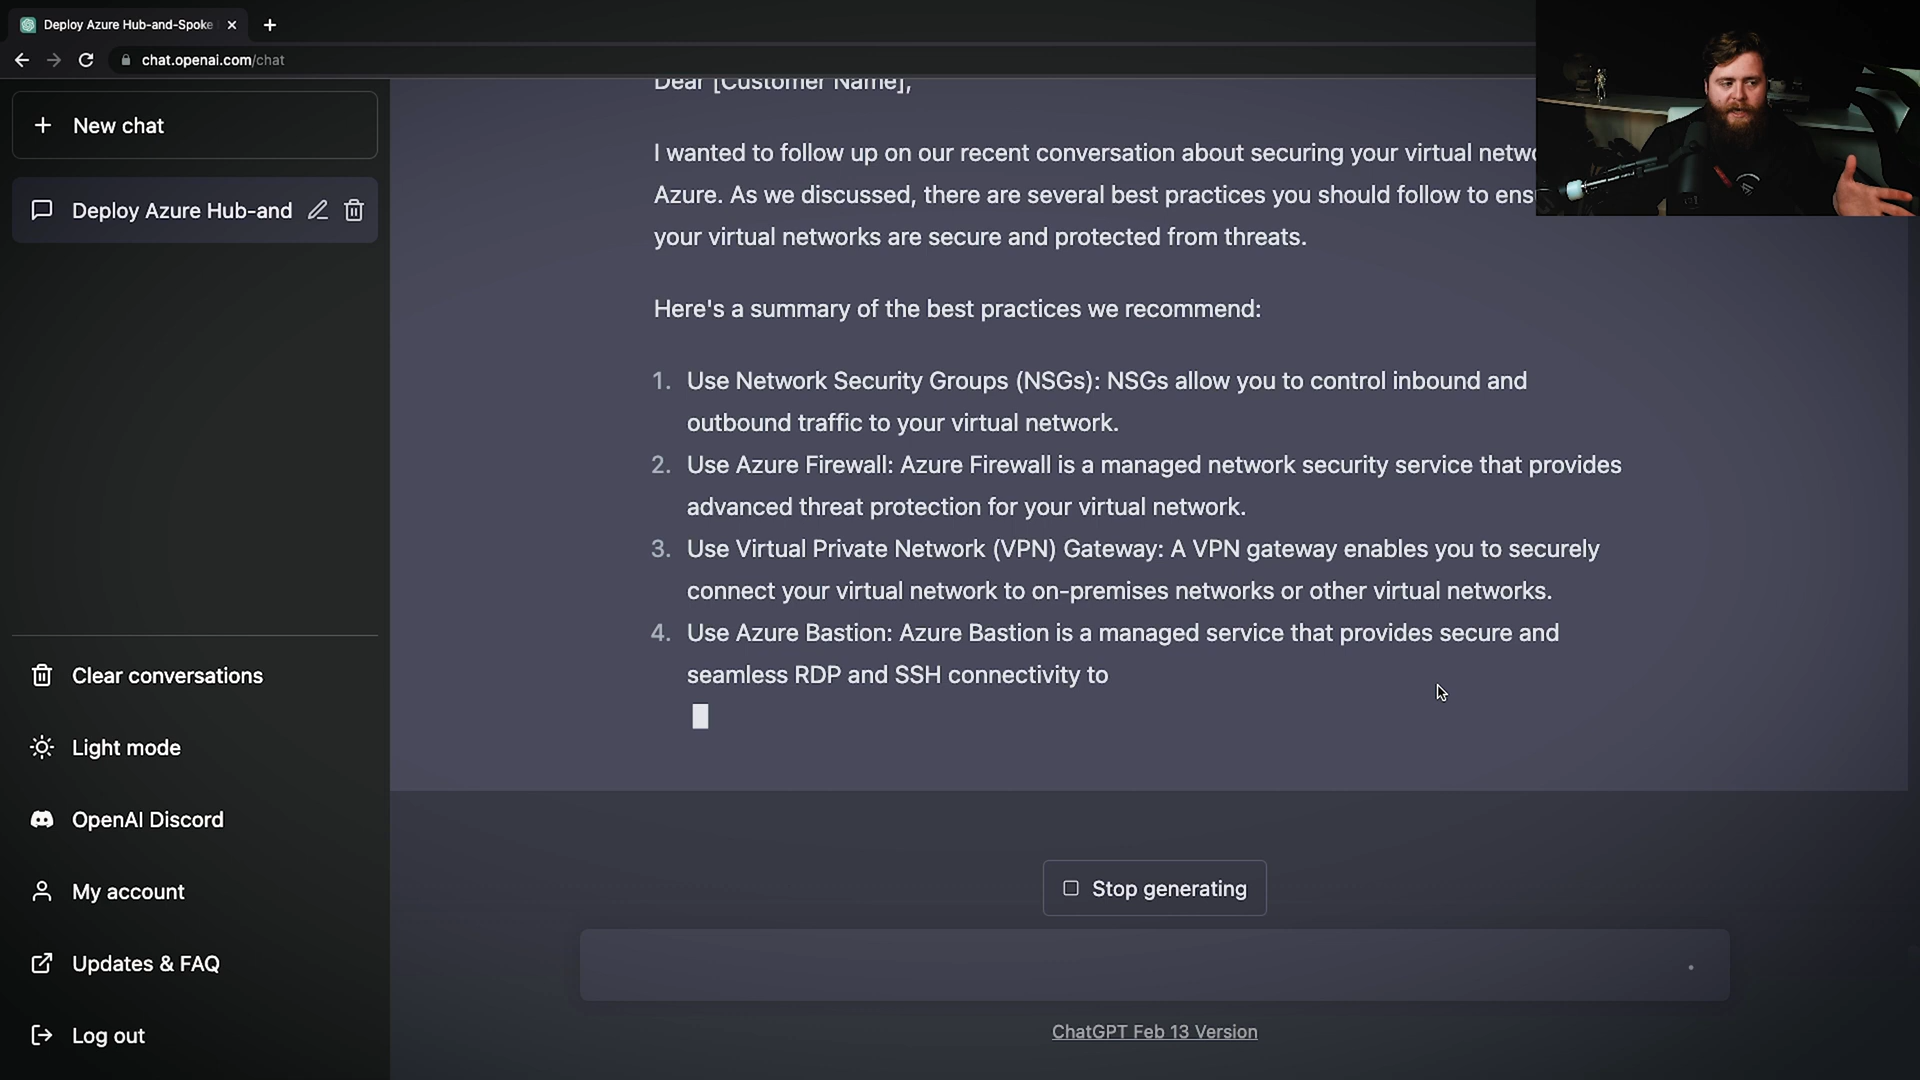 Deploy Azure Hub-and-Spoke
chat.openai.com/chat
New chat
Deploy Azure Hub-and
Clear conversations
Light mode
OpenAI Discord
My account
Updates & FAQ
Log out
Dear [Customer Name],
I wanted to follow up on our recent conversation about securing your virtual netwo
Azure. As we discussed, there are several best practices you should follow to ens
your virtual networks are secure and protected from threats.
Here's a summary of the best practices we recommend:
1. Use Network Security Groups (NSGs): NSGs allow you to control inbound and
outbound traffic to your virtual network.
2. Use Azure Firewall: Azure Firewall is a managed network security service that provides
advanced threat protection for your virtual network.
3. Use Virtual Private Network (VPN) Gateway: A VPN gateway enables you to securely
connect your virtual network to on-premises networks or other virtual networks.
4. Use Azure Bastion: Azure Bastion is a managed service that provides secure and
seamless RDP and SSH connectivity to
Stop generating
ChatGPT Feb 13 Version